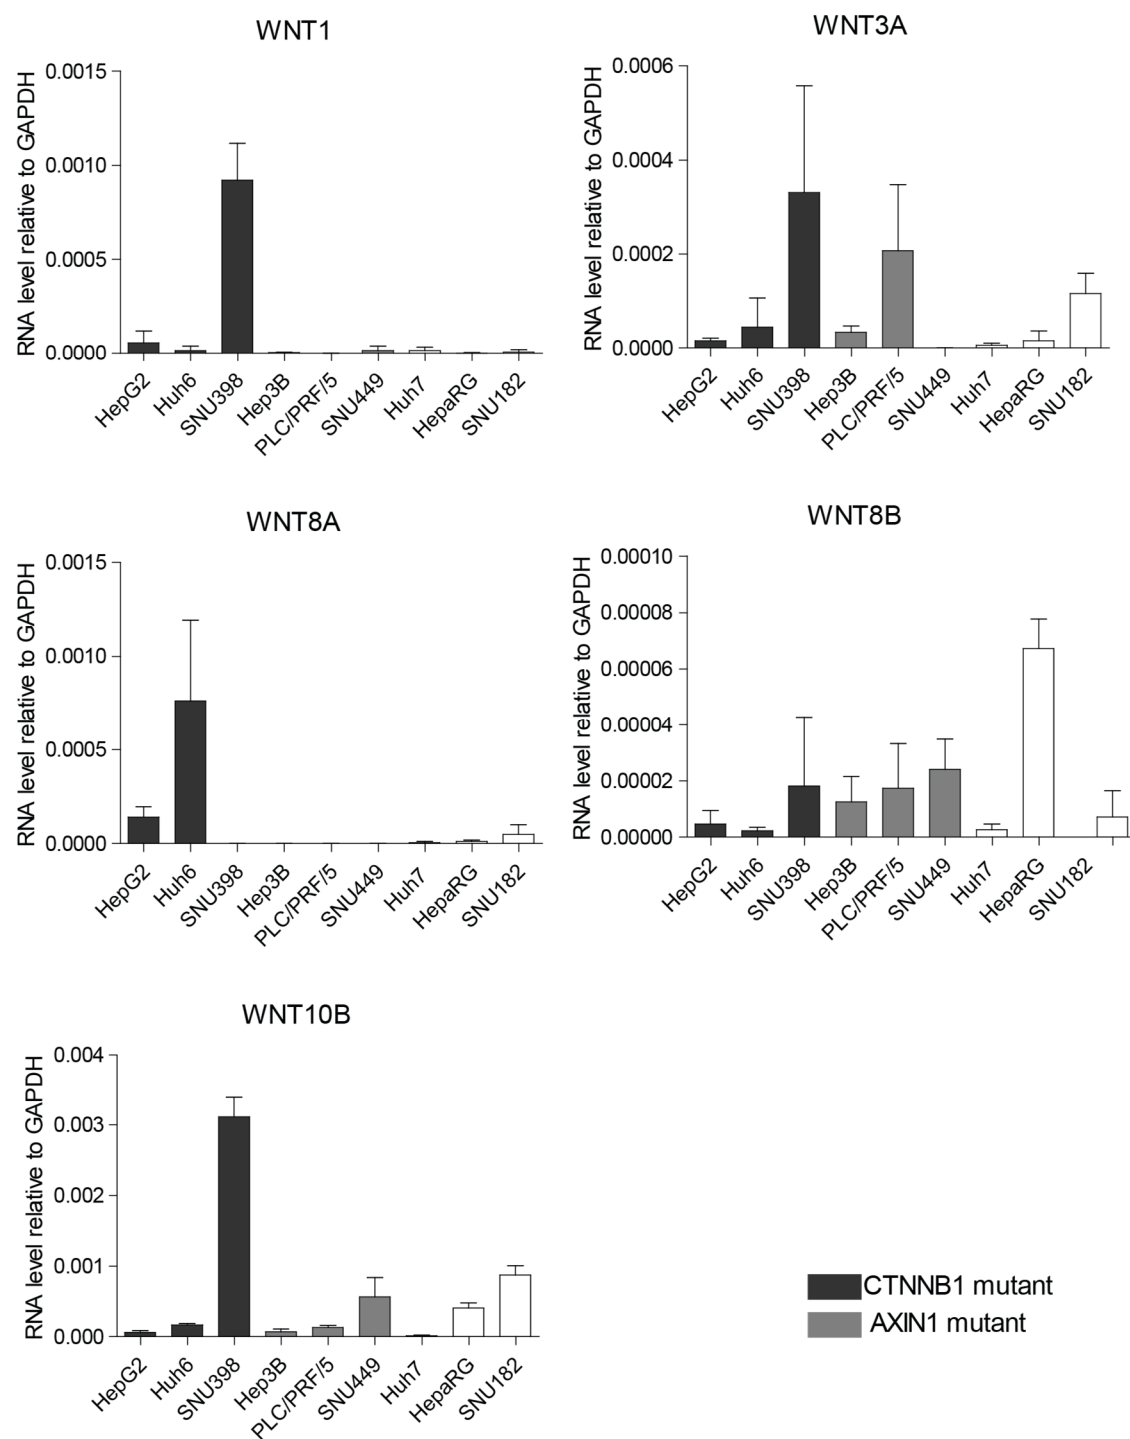 WNT1
RNA level relative to GAPDH
0.0015
0.0010
0.0005
0.0000
HepG2
Huh6
SNU398
Hep3B
PLC/PRF/5
SNU449
Huh7
HepaRG
SNU182
WNT3A
RNA level relative to GAPDH
0.0006
0.0004
0.0002
0.0000
HepG2
Huh6
SNU398
Hep3B
PLC/PRF/5
SNU449
Huh7
HepaRG
SNU182
WNT8A
RNA level relative to GAPDH
0.0015
0.0010
0.0005
0.0000
HepG2
Huh6
SNU398
Hep3B
PLC/PRF/5
SNU449
Huh7
HepaRG
SNU182
WNT8B
RNA level relative to GAPDH
0.00010
0.00008
0.00006
0.00004
0.00002
0.00000
HepG2
Huh6
SNU398
Hep3B
PLC/PRF/5
SNU449
Huh7
HepaRG
SNU182
WNT10B
RNA level relative to GAPDH
0.004
0.003
0.002
0.001
0.000
HepG2
Huh6
SNU398
Hep3B
PLC/PRF/5
SNU449
Huh7
HepaRG
SNU182
CTNNB1 mutant
AXIN1 mutant